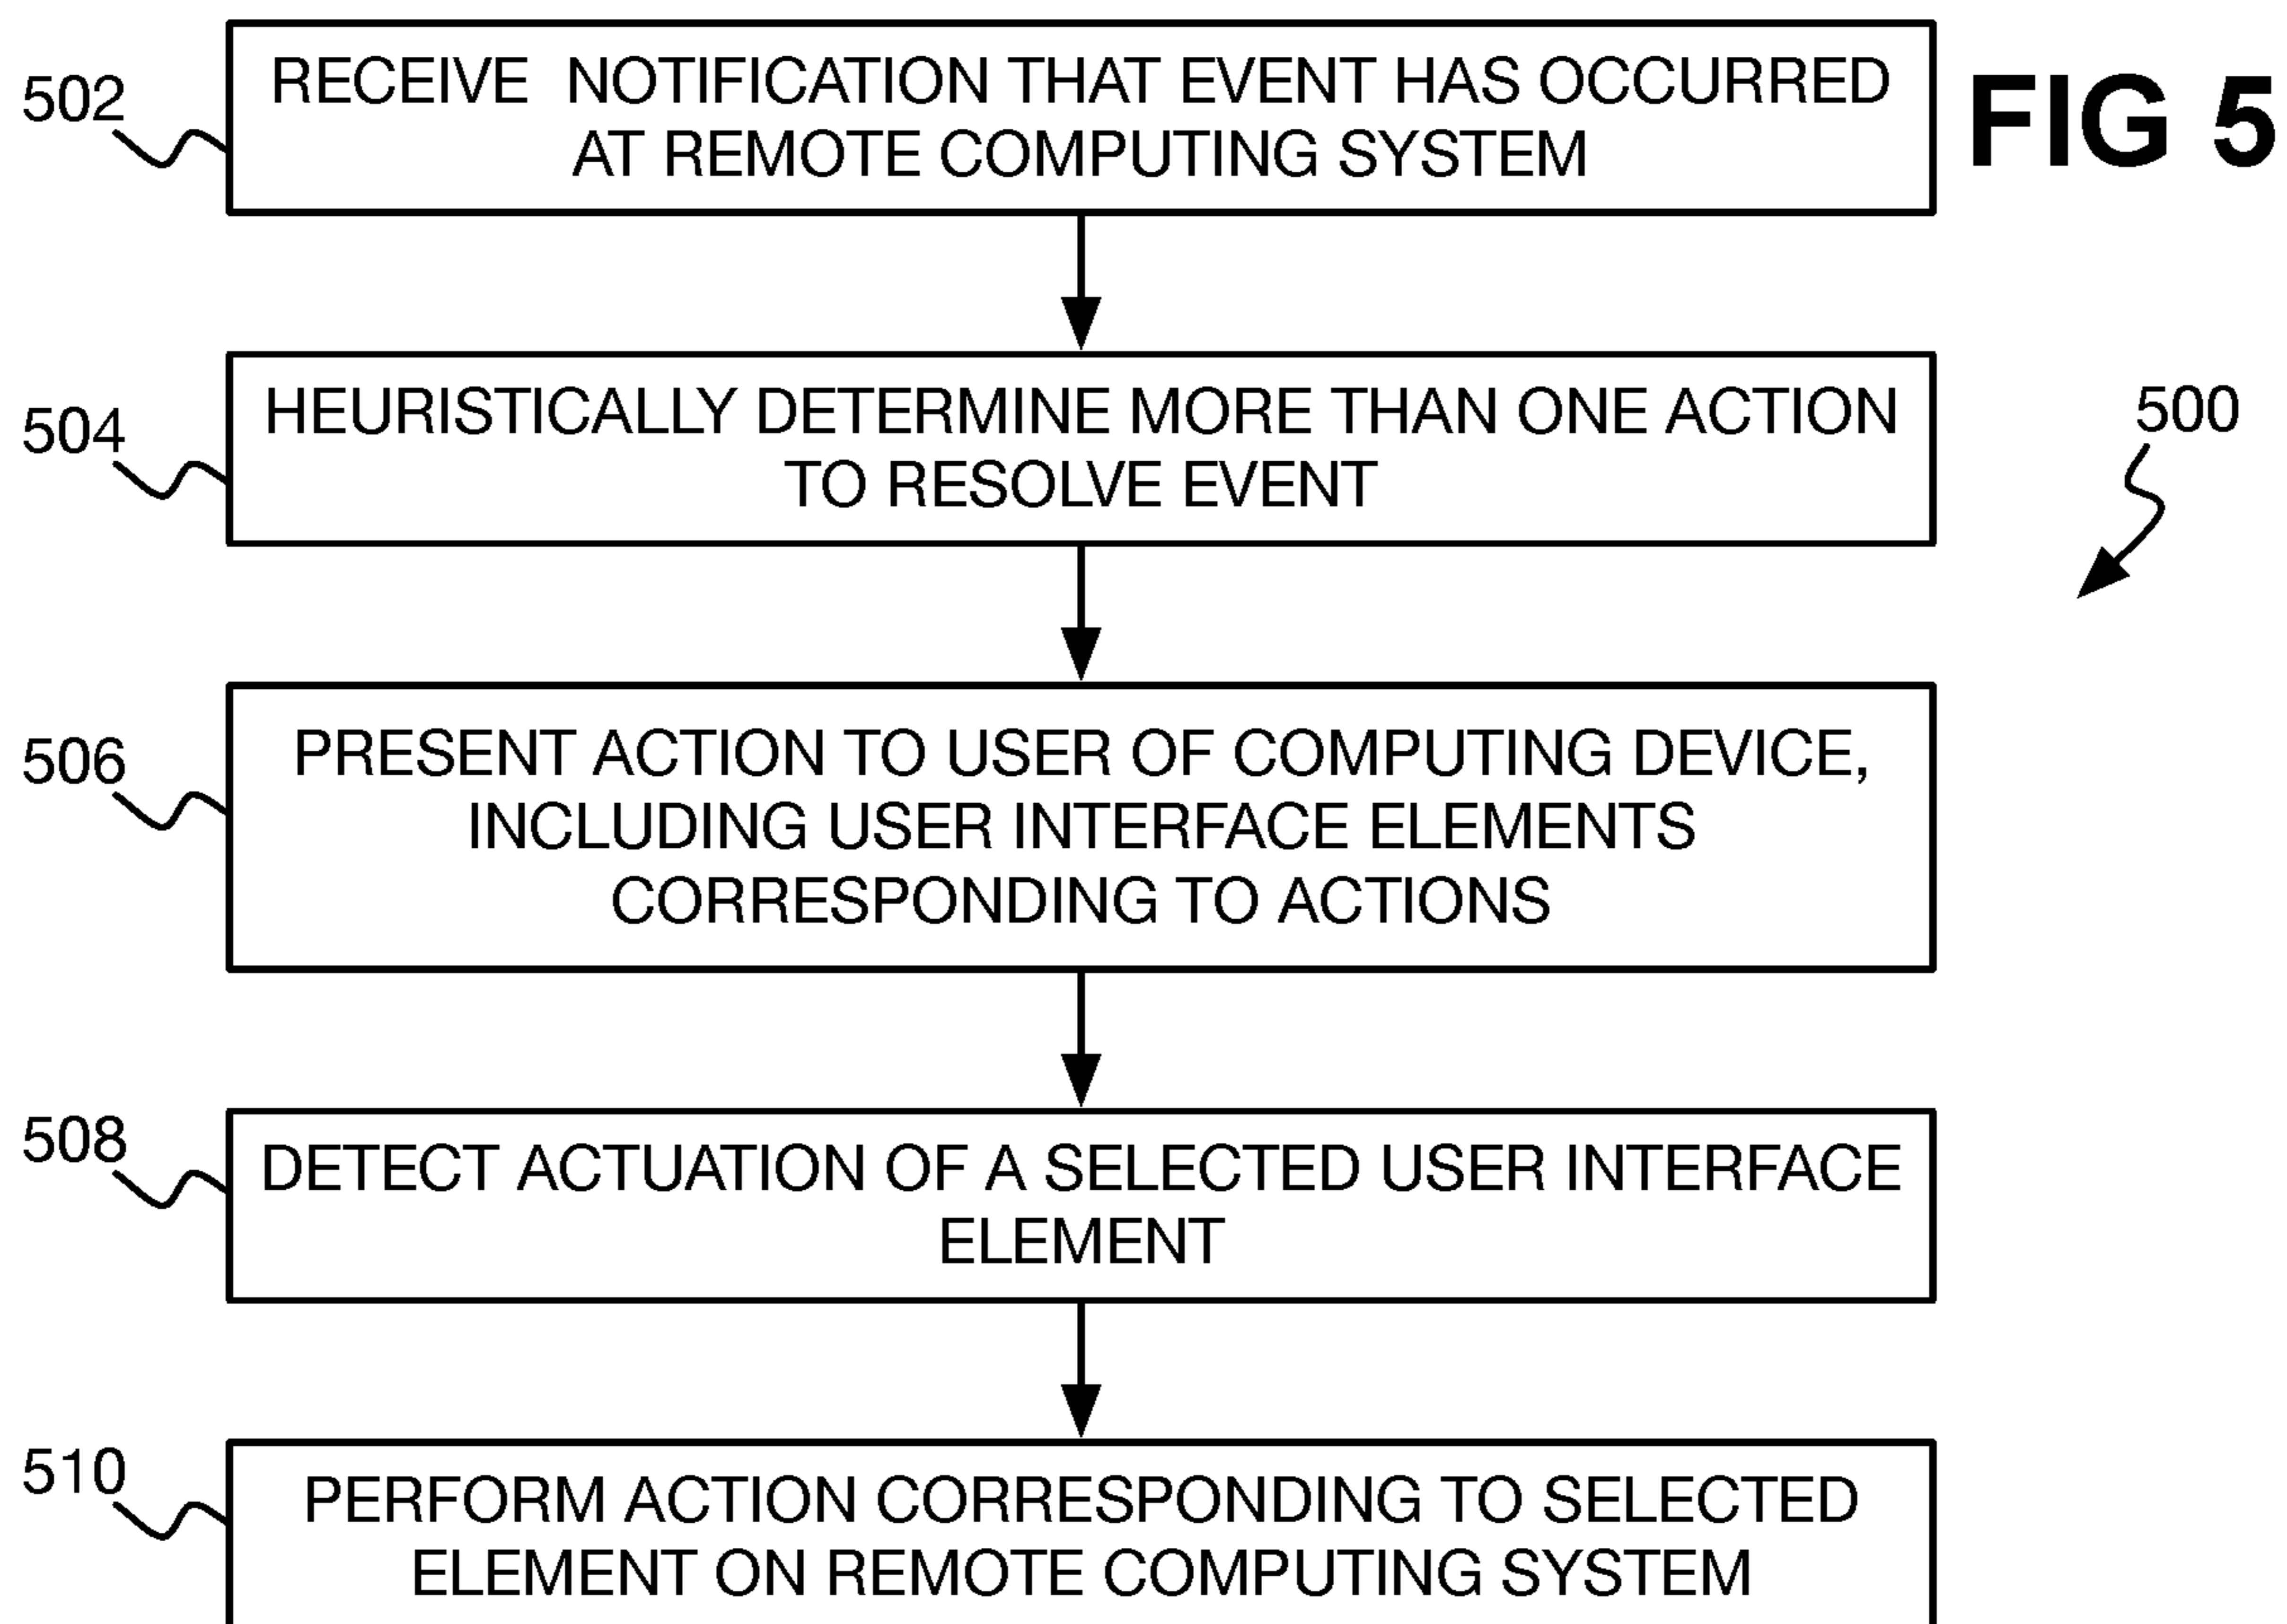 502
RECEIVE NOTIFICATION THAT EVENT HAS OCCURRED
AT REMOTE COMPUTING SYSTEM
FIG 5
504
HEURISTICALLY DETERMINE MORE THAN ONE ACTION
TO RESOLVE EVENT
500
506
PRESENT ACTION TO USER OF COMPUTING DEVICE,
INCLUDING USER INTERFACE ELEMENTS
CORRESPONDING TO ACTIONS
508
DETECT ACTUATION OF A SELECTED USER INTERFACE
ELEMENT
510
PERFORM ACTION CORRESPONDING TO SELECTED
ELEMENT ON REMOTE COMPUTING SYSTEM